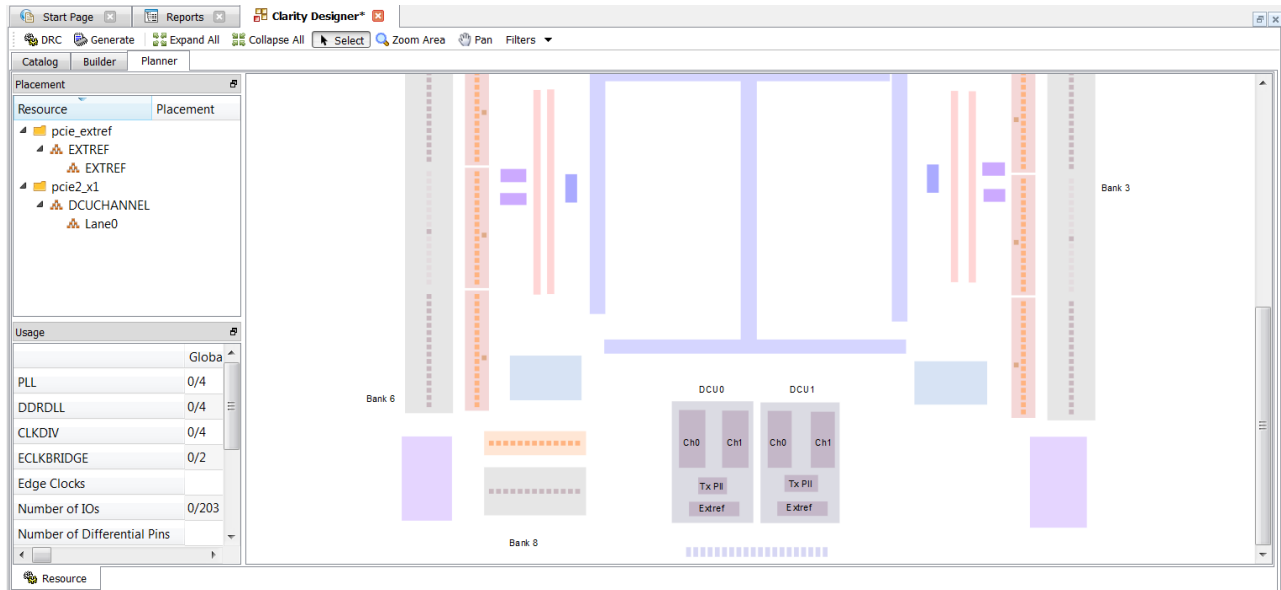 Start Page Reports Clarity Designer*
DRC Generate Expand All Collapse All Select Zoom Area Pan Filters
Catalog Builder Planner
Placement
Resource Placement
pcie_extref
EXTREF
EXTREF
pcie2_x1
DCUCHANNEL
Lane0
Usage
Globa
PLL 0/4
DDRDLL 0/4
CLKDIV 0/4
ECLKBRIDGE 0/2
Edge Clocks
Number of IOs 0/203
Number of Differential Pins
Resource
Bank 3
Bank 6
DCU0 DCU1
Ch0 Ch1 Ch0 Ch1
Tx Pll Tx Pll
Extref Extref
Bank 8